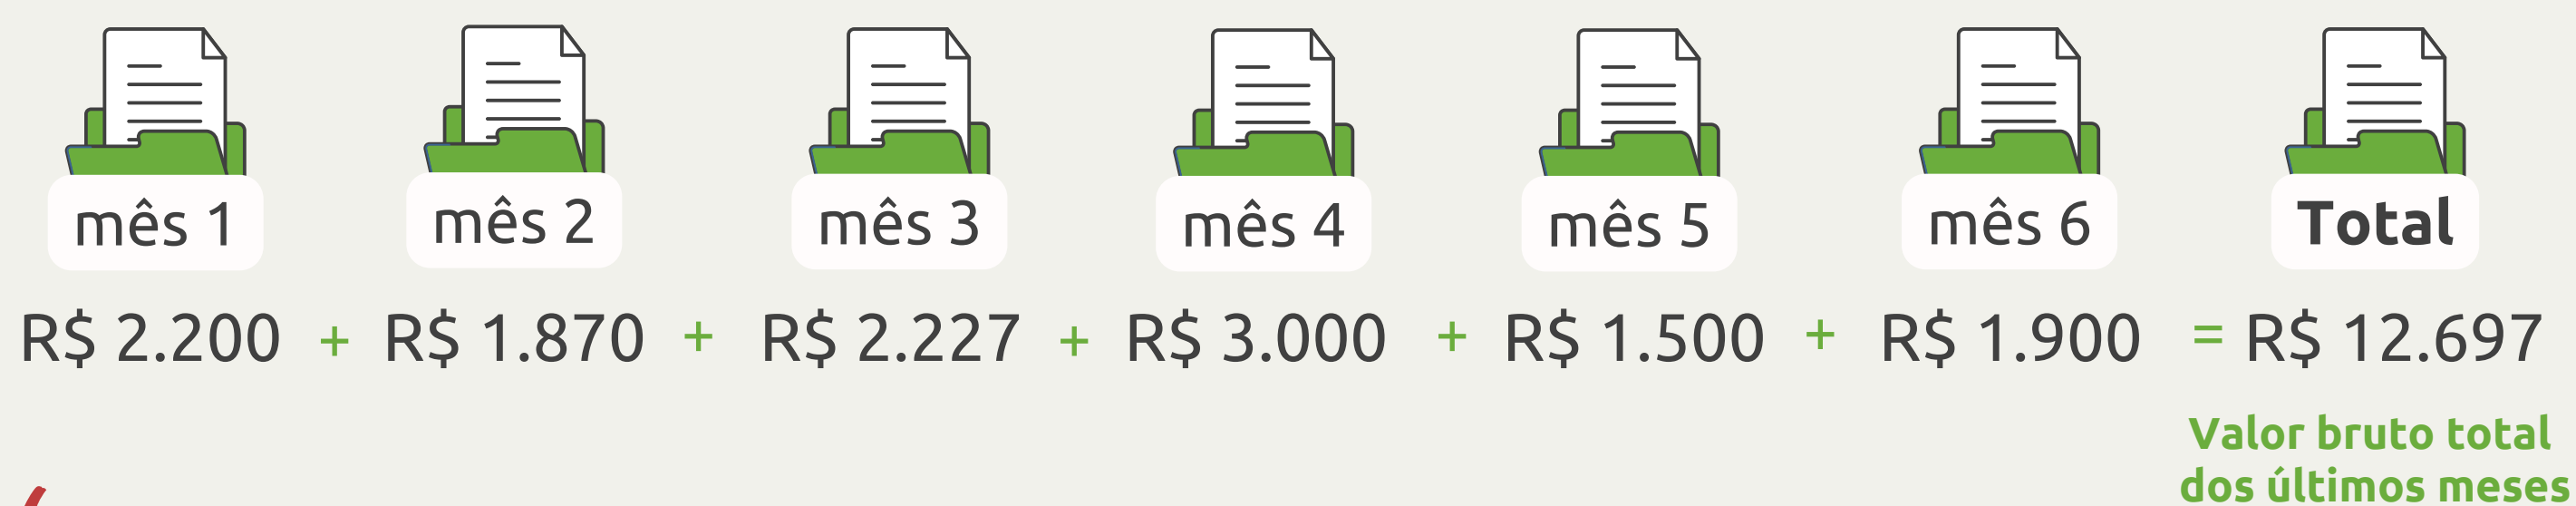 mês 1 mês 2 mês 3 mês 4 mês 5 mês 6 Total
R$ 2.200 + R$ 1.870 + R$ 2.227 + R$ 3.000 + R$ 1.500 + R$ 1.900 = R$ 12.697
Valor bruto total
dos últimos meses